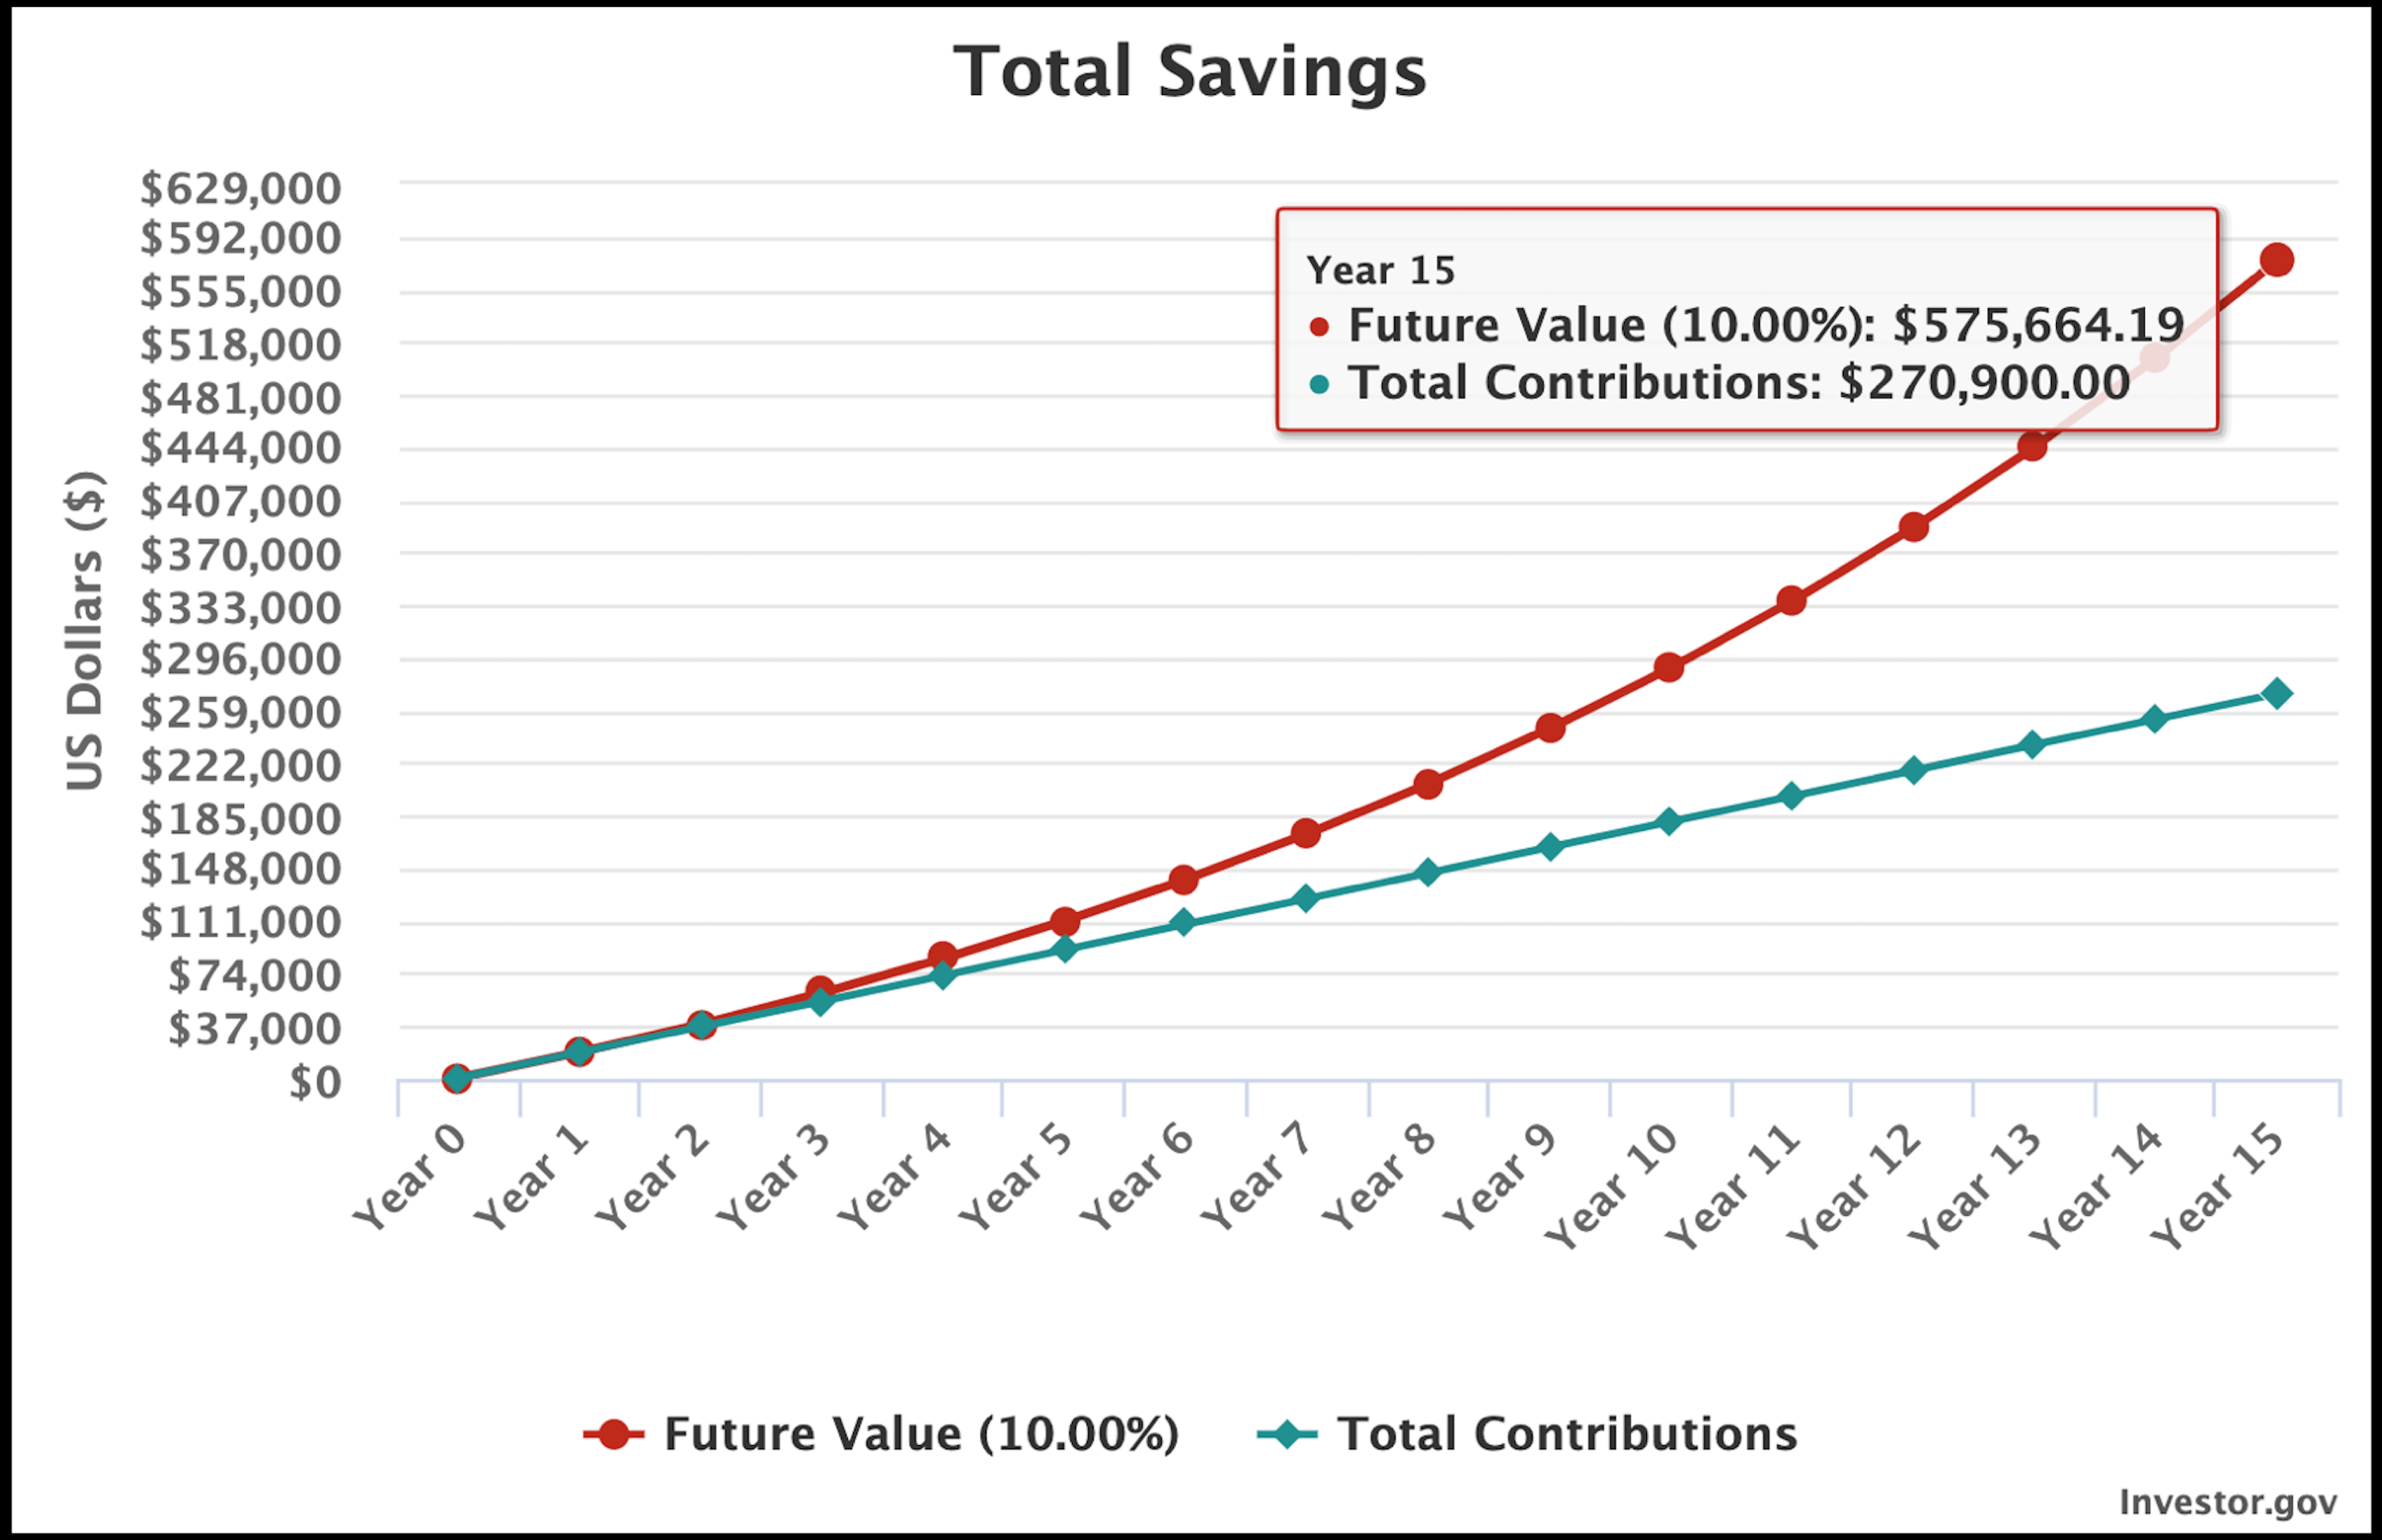 Total Savings
$629,000
$592,000
$555,000
$518,000
$481,000
$444,000
$407,000
$370,000
$333,000
$296,000
$259,000
$222,000
$185,000
$148,000
$111,000
$74,000
$37,000
$0
US Dollars ($)
Year 15
Future Value (10.00%): $575,664.19
Total Contributions: $270,900.00
Year 0
Year 1
Year 2
Year 3
Year 4
Year 5
Year 6
Year 7
Year 8
Year 9
Year 10
Year 11
Year 12
Year 13
Year 14
Year 15
Future Value (10.00%)
Total Contributions
Investor.gov